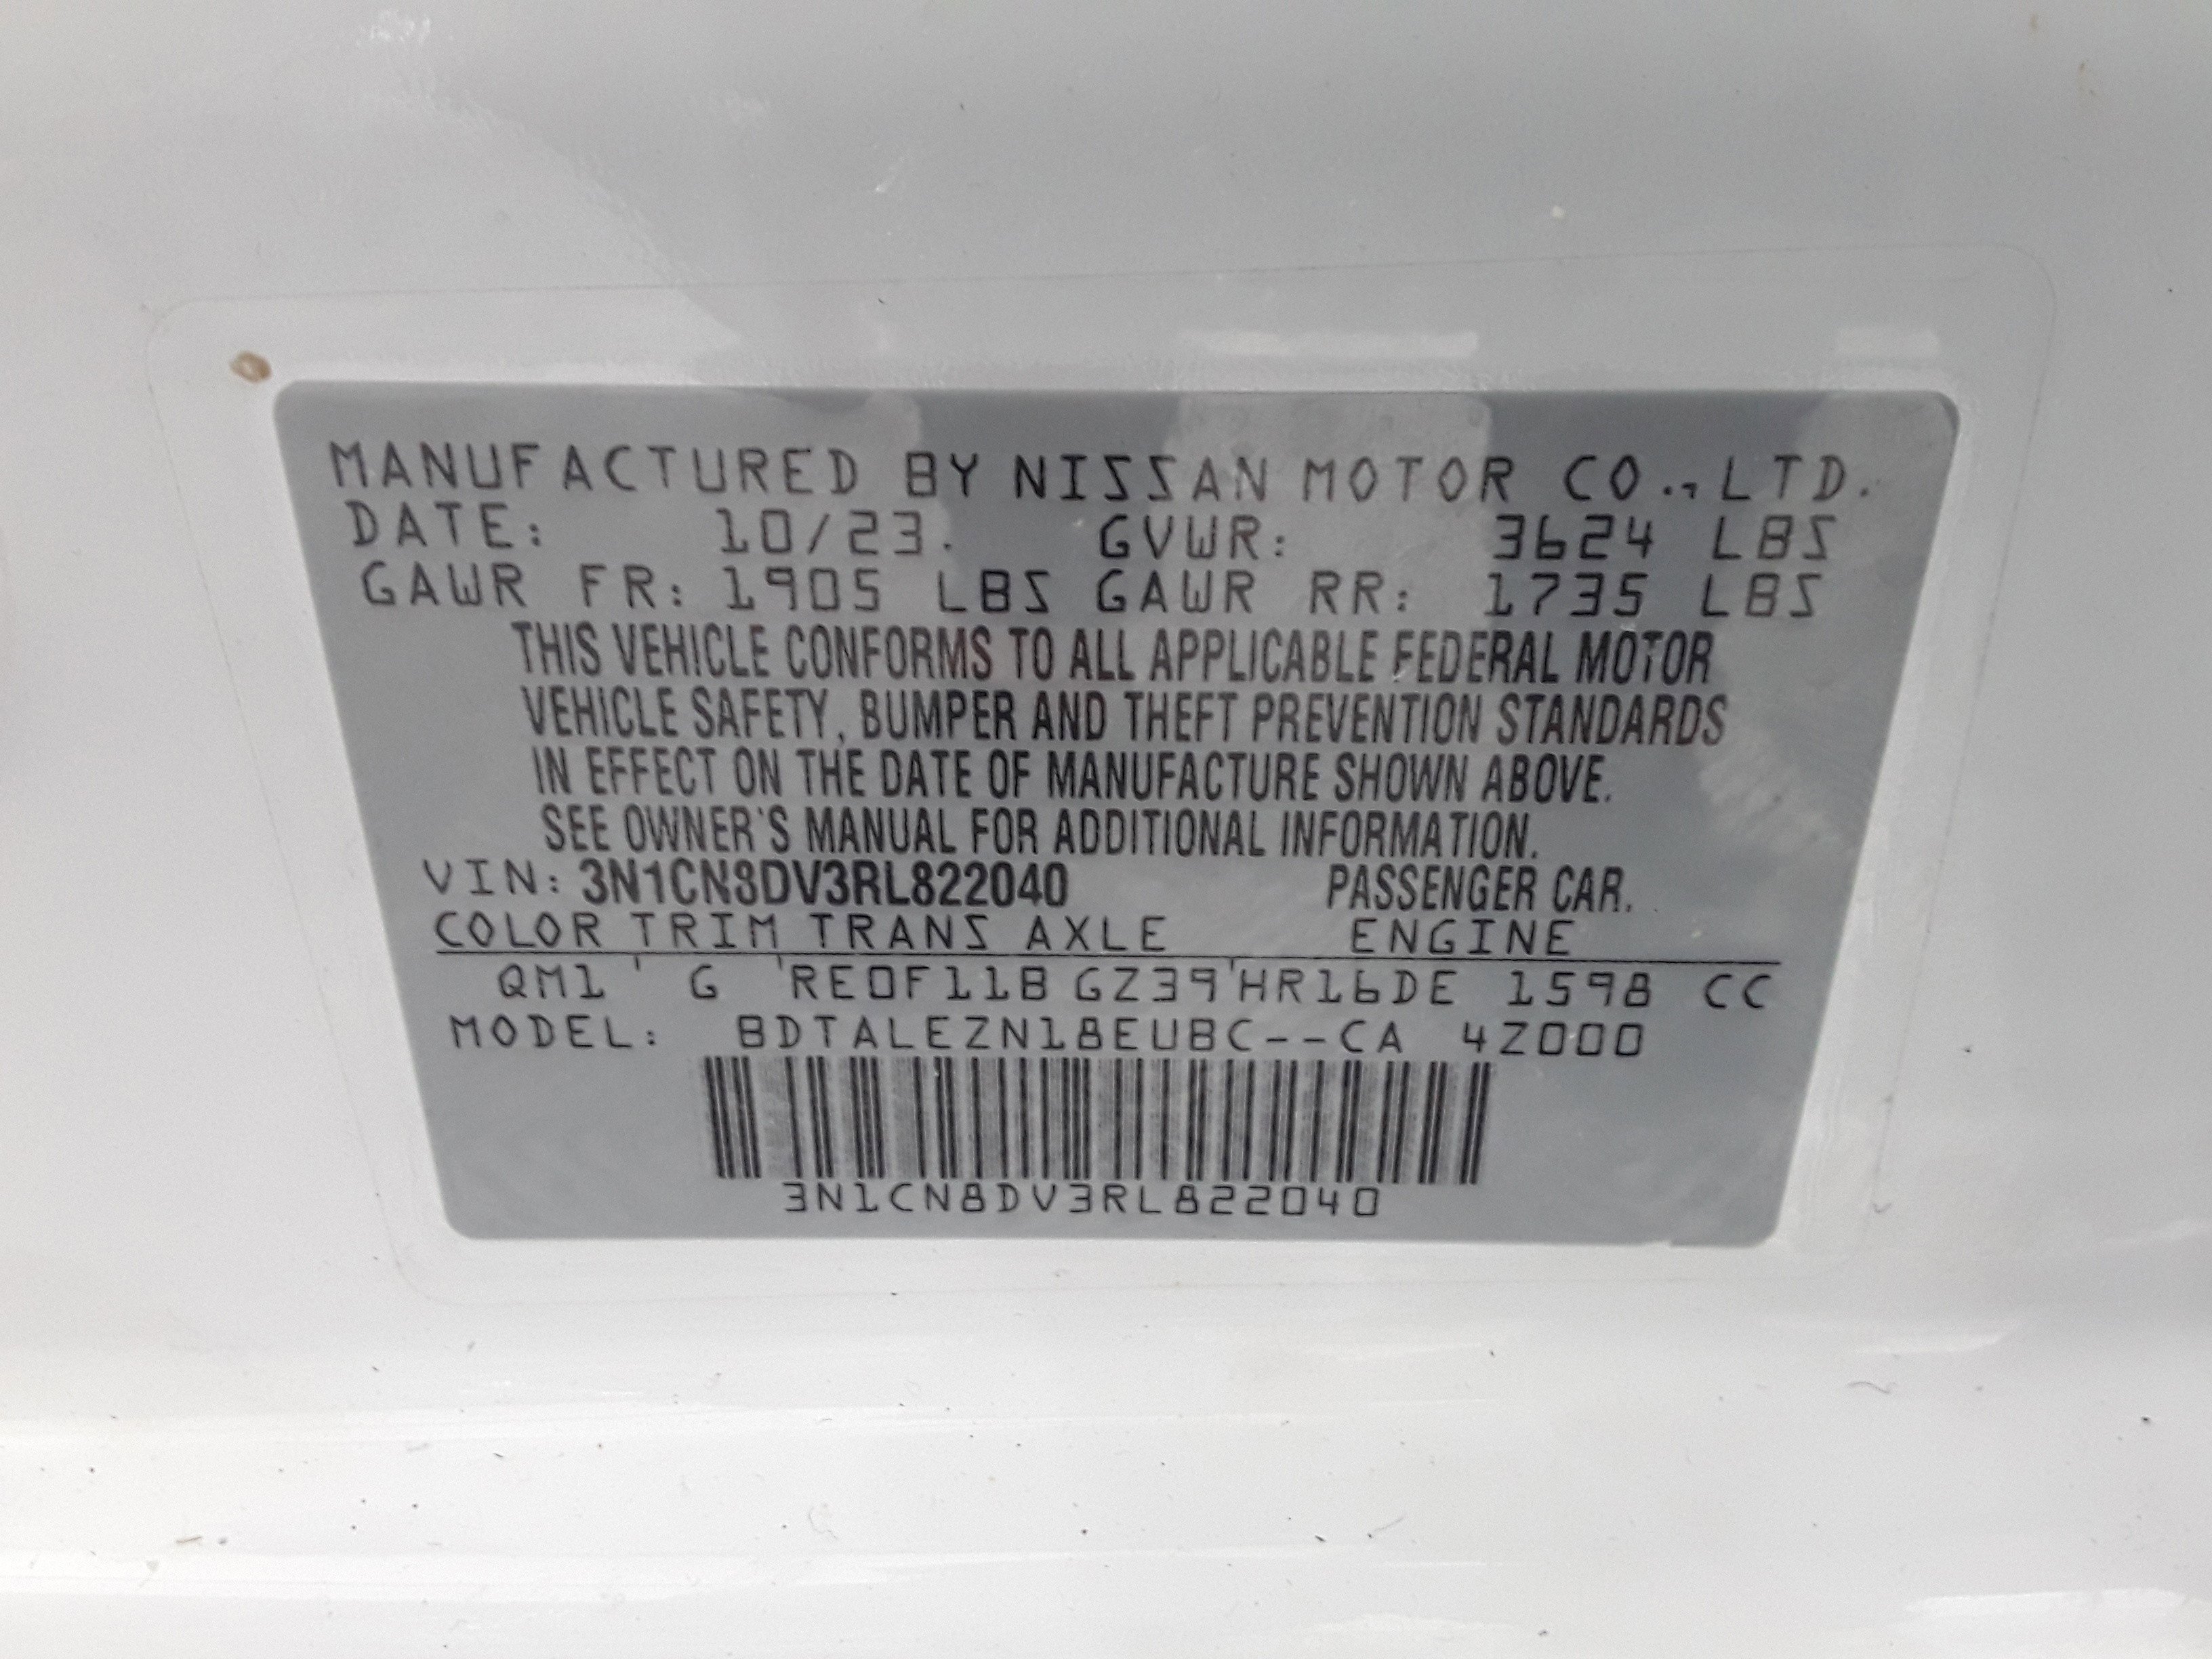 MANUFACTURED BY NISSAN MOTOR CO.,LTD.
DATE: 10/23. GVWR: 3624 LBS
GAWR FR: 1905 LBS GAWR RR: 1735 LBS
THIS VEHICLE CONFORMS TO ALL APPLICABLE FEDERAL MOTOR
VEHICLE SAFETY, BUMPER AND THEFT PREVENTION STANDARDS
IN EFFECT ON THE DATE OF MANUFACTURE SHOWN ABOVE.
SEE OWNER'S MANUAL FOR ADDITIONAL INFORMATION.
VIN: 3N1CN8DV3RL822040 PASSENGER CAR.
COLOR TRIM TRANS AXLE ENGINE
QM1 ' G 'RE0F11B GZ39'HR16DE 1598 CC
MODEL: BDTALEZN18EUBC--CA 4Z000
3N1CN8DV3RL822040